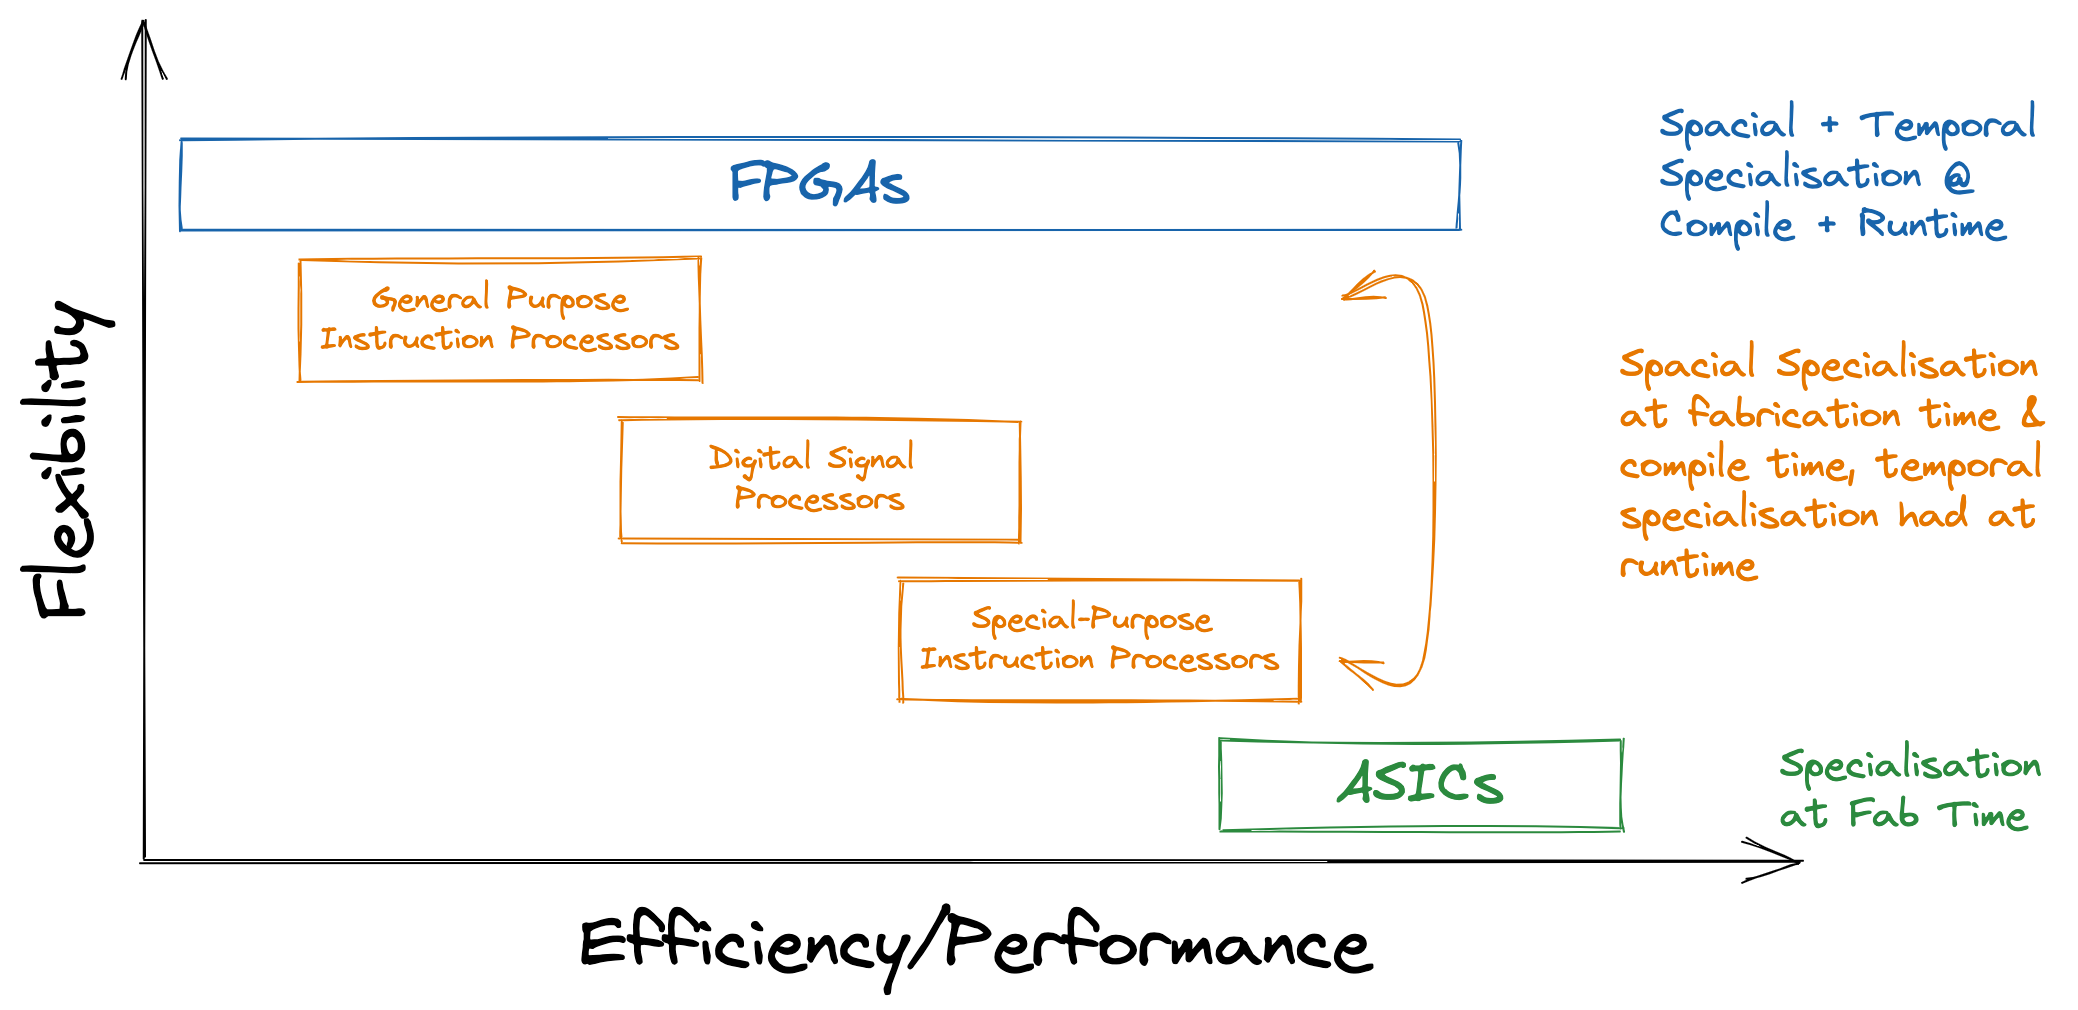 FPGAs
Spacial + Temporal
Specialisation @
Compile + Runtime
General Purpose
Instruction Processors
Digital Signal
Processors
Special-Purpose
Instruction Processors
Spacial Specialisation
at fabrication time &
compile time, temporal
specialisation had at
runtime
ASICs
Specialisation
at Fab Time
Flexibility
Efficiency/Performance